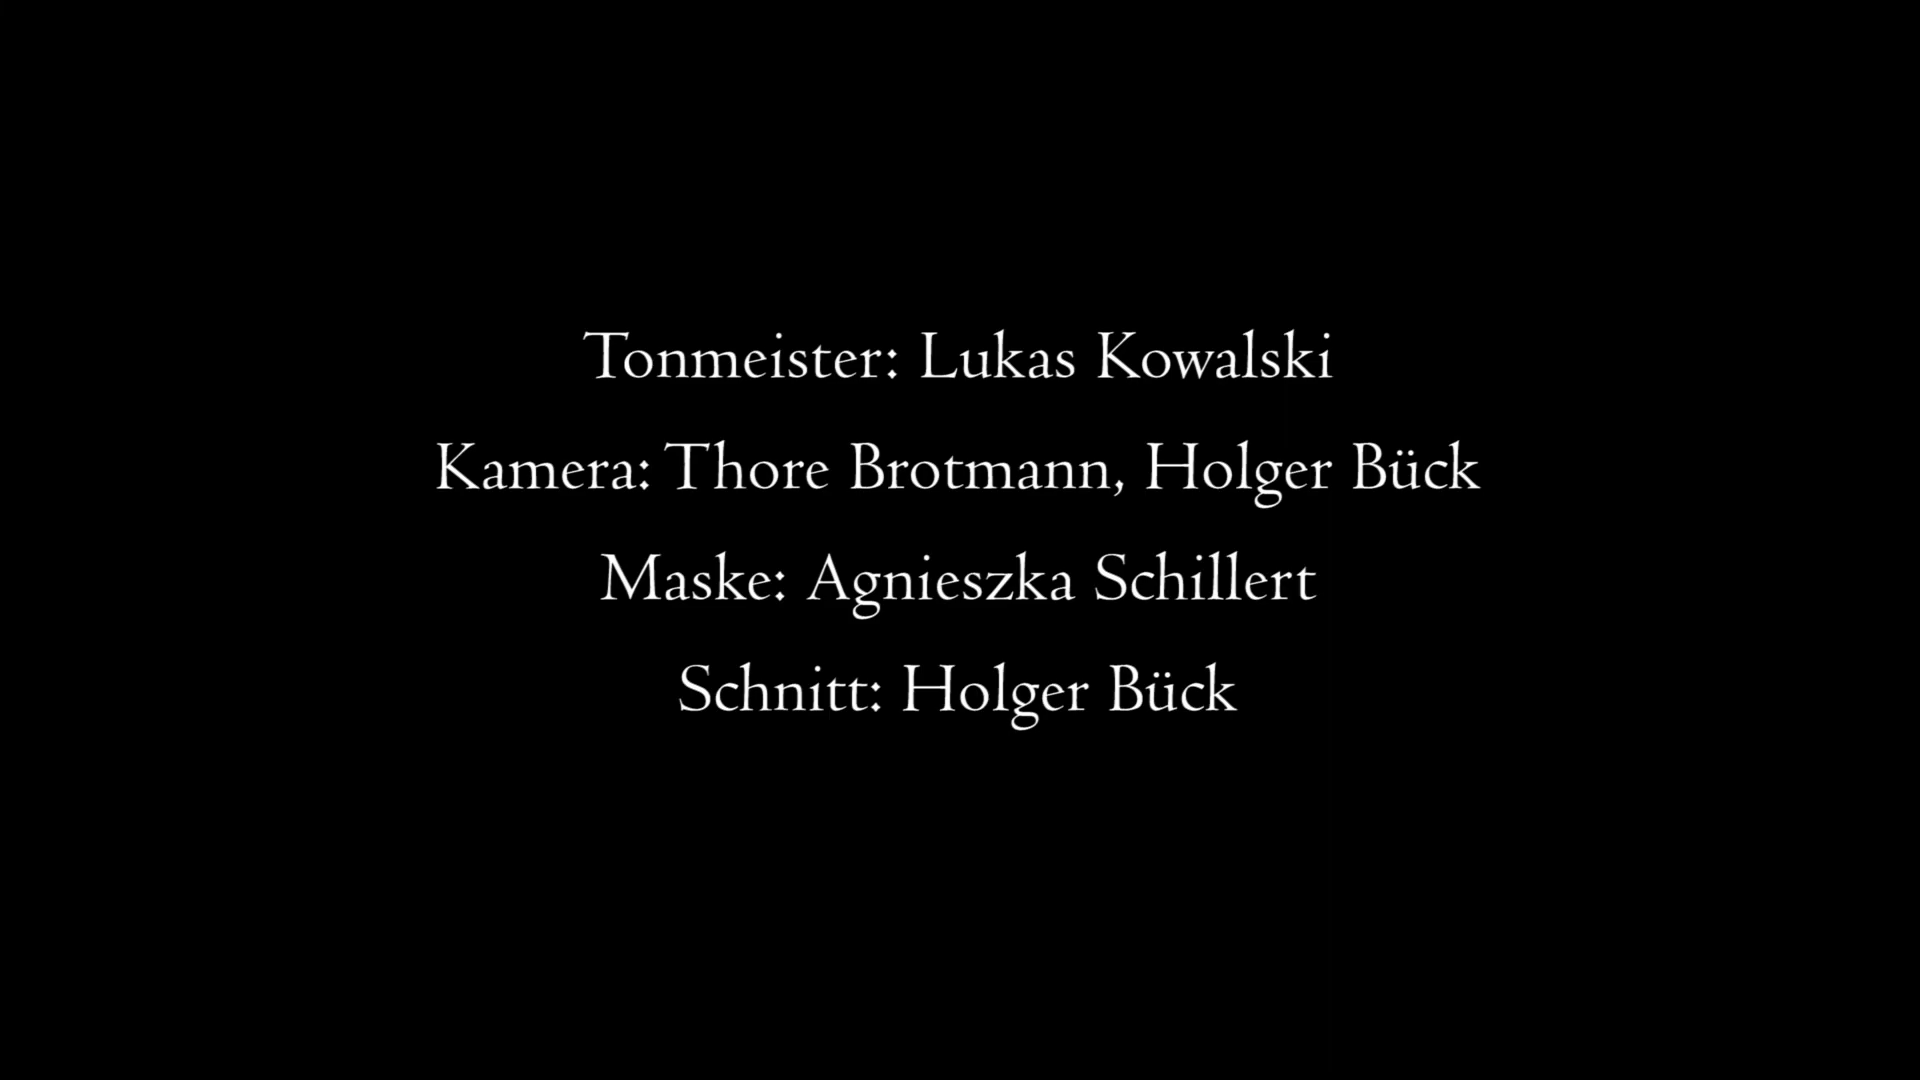 Tonmeister: Lukas Kowalski
Kamera: Thore Brotmann, Holger Bück
Maske: Agnieszka Schillert
Schnitt: Holger Bück